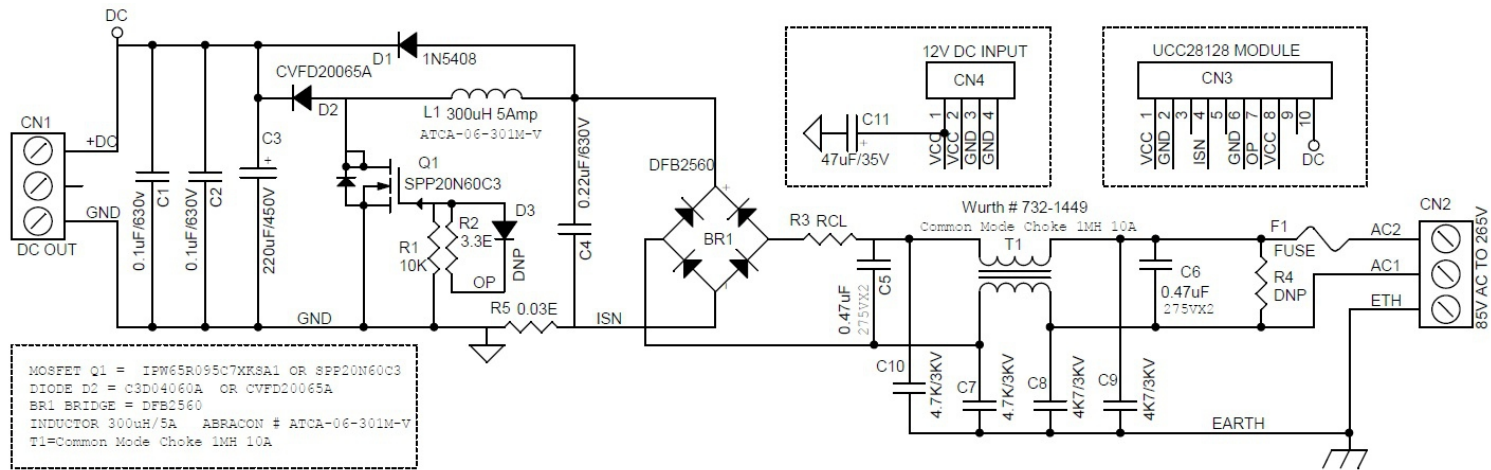 DC
CN1
+DC
GND
DC OUT
0.1uF/630v
C1
0.1uF/630v
C2
C3
+
220uF/450V
D1
1N5408
CVFD20065A
D2
L1 300uH 5Amp
ATCA-06-301M-V
Q1
SPP20N60C3
R1
10K
R2
3.3E
D3
DNP
OP
0.22uF/630V
C4
GND
R5 0.03E
ISN
DFB2560
+
BR1
-
R3 RCL
C5
0.47uF
275VX2
Wurth # 732-1449
Common Mode Choke 1MH 10A
T1
C6
0.47uF
275VX2
F1
FUSE
R4
DNP
AC2
AC1
ETH
CN2
85V AC TO 265V
C10
4.7K/3KV
C7
4.7K/3KV
C8
4K7/3KV
C9
4K7/3KV
EARTH
12V DC INPUT
CN4
VCC 1
VCC 2
GND 3
GND 4
C11
+
47uF/35V
UCC28128 MODULE
CN3
VCC 1
GND 2
3
ISN 4
5
GND 6
OP 7
VCC 8
9
10
DC
MOSFET Q1 = IPW65R095C7XKSA1 OR SPP20N60C3
DIODE D2 = C3D04060A OR CVFD20065A
BR1 BRIDGE = DFB2560
INDUCTOR 300uH/5A ABRACON # ATCA-06-301M-V
T1=Common Mode Choke 1MH 10A